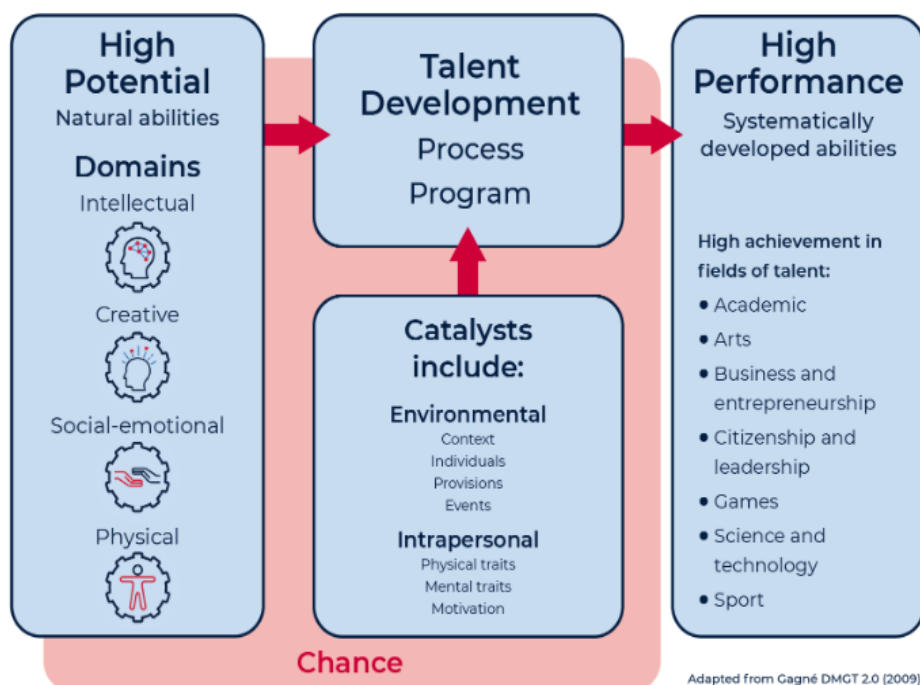 High
Potential
Natural abilities
Domains
Intellectual
Creative
Social-emotional
Physical
Talent
Development
Process
Program
Catalysts
include:
Environmental
Context
Individuals
Provisions
Events
Intrapersonal
Physical traits
Mental traits
Motivation
Chance
High
Performance
Systematically
developed abilities
High achievement in
fields of talent:
• Academic
• Arts
• Business and
entrepreneurship
• Citizenship and
leadership
• Games
• Science and
technology
• Sport
Adapted from Gagné DMGT 2.0 (2009)